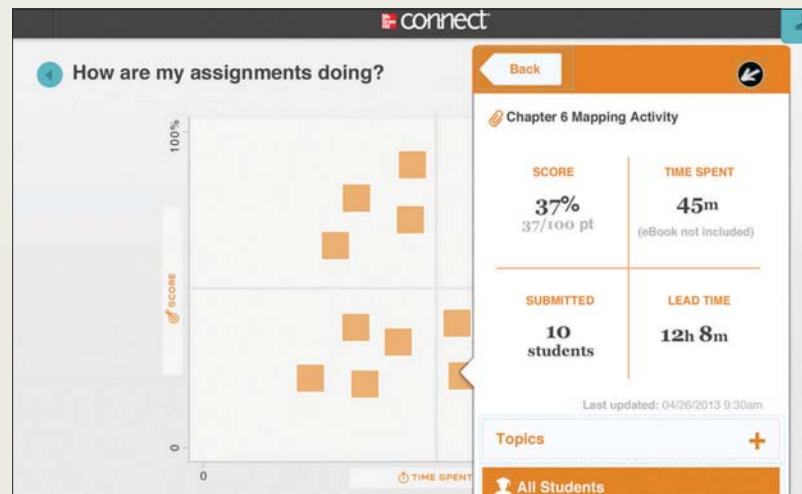 McGraw Hill connect
How are my assignments doing?
100%
SCORE
0
0
TIME SPENT
Back
Chapter 6 Mapping Activity
SCORE
37%
37/100 pt
TIME SPENT
45m
(eBook not included)
SUBMITTED
10
students
LEAD TIME
12h 8m
Last updated: 04/26/2013 9:30am
Topics
+
All Students